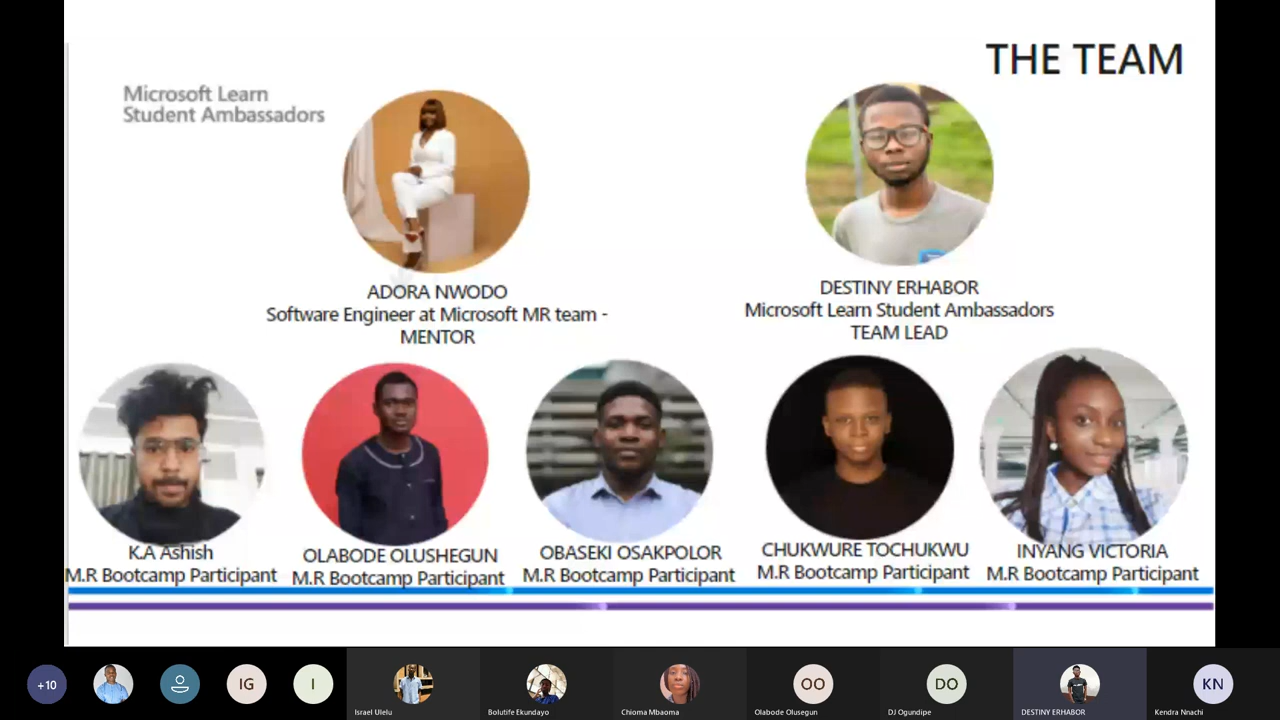 THE TEAM
Microsoft Learn
Student Ambassadors
ADORA NWODO
Software Engineer at Microsoft MR team -
MENTOR
DESTINY ERHABOR
Microsoft Learn Student Ambassadors
TEAM LEAD
K.A Ashish
M.R Bootcamp Participant
OLABODE OLUSHEGUN
M.R Bootcamp Participant
OBASEKI OSAKPOLOR
M.R Bootcamp Participant
CHUKWURE TOCHUKWU
M.R Bootcamp Participant
INYANG VICTORIA
M.R Bootcamp Participant
+10
IG
I
Israel Ulelu
Bolutife Ekundayo
Chioma Mbaoma
OO
Olabode Olusegun
DO
DJ Ogundipe
DESTINY ERHABOR
KN
Kendra Nnachi